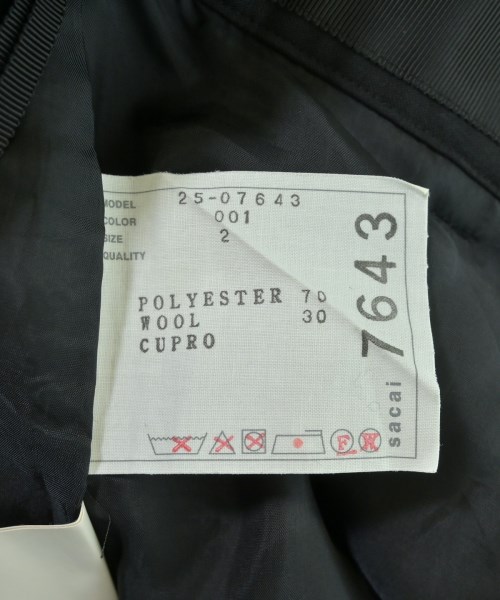 MODEL 25-07643
COLOR 001
SIZE 2
QUALITY
POLYESTER 70
WOOL 30
CUPRO
sacai 7643
F W